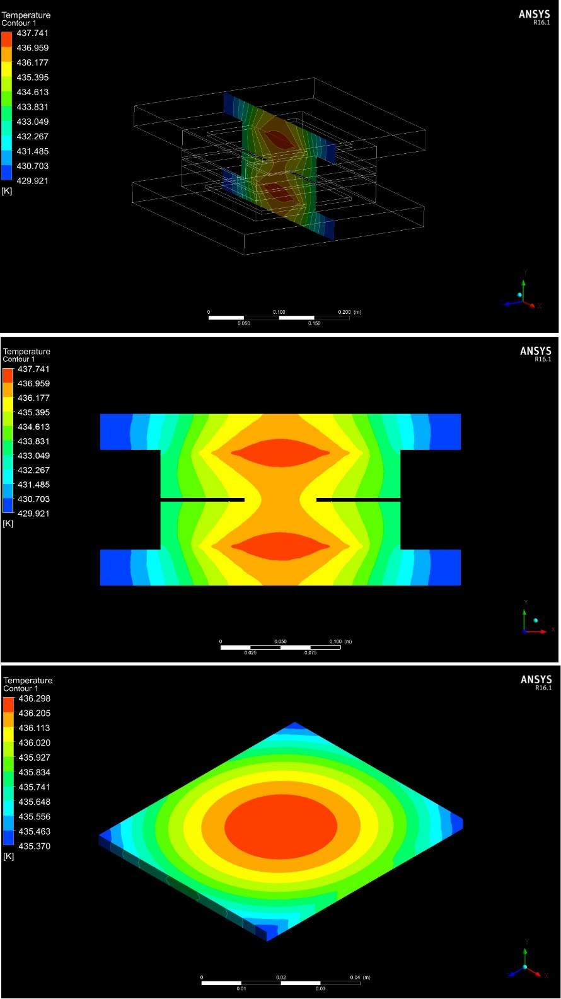 Temperature
Contour 1
437.741
436.959
436.177
435.395
434.613
433.831
433.049
432.267
431.485
430.703
429.921
[K]
ANSYS
R16.1
Y
X
0 0.100 0.200 (m)
0.050 0.150
Temperature
Contour 1
437.741
436.959
436.177
435.395
434.613
433.831
433.049
432.267
431.485
430.703
429.921
[K]
ANSYS
R16.1
Y
X
0 0.050 0.100 (m)
0.025 0.075
Temperature
Contour 1
436.298
436.205
436.113
436.020
435.927
435.834
435.741
435.648
435.556
435.463
435.370
[K]
ANSYS
R16.1
Y
X
0 0.02 0.04 (m)
0.01 0.03